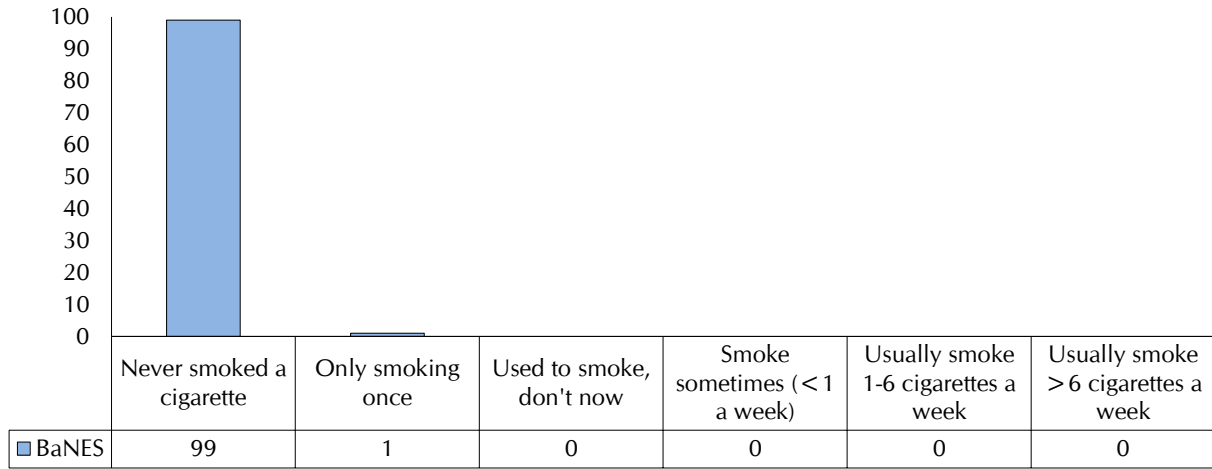 100
90
80
70
60
50
40
30
20
10
0
Never smoked a
cigarette
Only smoking
once
Used to smoke,
don't now
Smoke
sometimes (<1
a week)
Usually smoke
1-6 cigarettes a
week
Usually smoke
>6 cigarettes a
week
BaNES 99 1 0 0 0 0